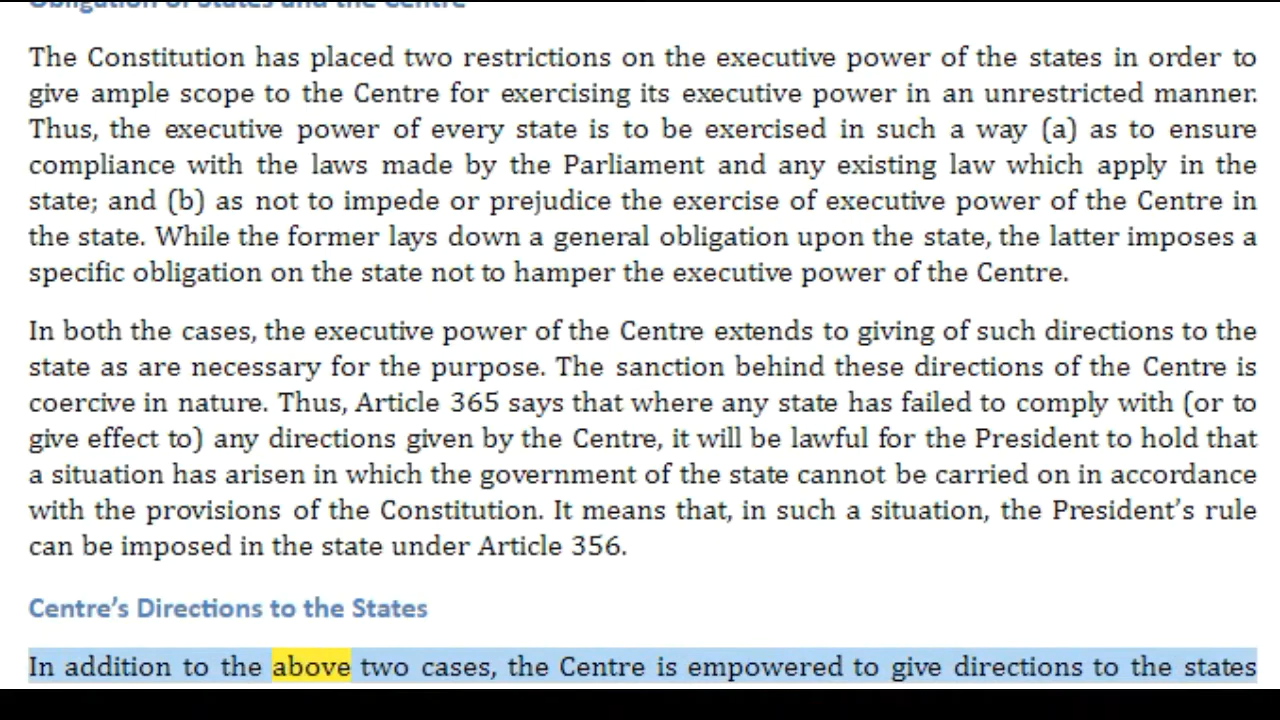 Obligation of States and the Centre
The Constitution has placed two restrictions on the executive power of the states in order to
give ample scope to the Centre for exercising its executive power in an unrestricted manner.
Thus, the executive power of every state is to be exercised in such a way (a) as to ensure
compliance with the laws made by the Parliament and any existing law which apply in the
state; and (b) as not to impede or prejudice the exercise of executive power of the Centre in
the state. While the former lays down a general obligation upon the state, the latter imposes a
specific obligation on the state not to hamper the executive power of the Centre.
In both the cases, the executive power of the Centre extends to giving of such directions to the
state as are necessary for the purpose. The sanction behind these directions of the Centre is
coercive in nature. Thus, Article 365 says that where any state has failed to comply with (or to
give effect to) any directions given by the Centre, it will be lawful for the President to hold that
a situation has arisen in which the government of the state cannot be carried on in accordance
with the provisions of the Constitution. It means that, in such a situation, the President’s rule
can be imposed in the state under Article 356.
Centre’s Directions to the States
In addition to the above two cases, the Centre is empowered to give directions to the states